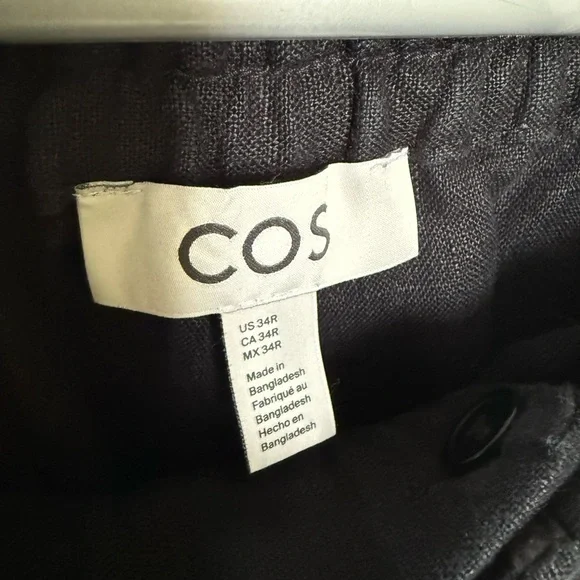 COS
US 34R
CA 34R
MX 34R
Made in
Bangladesh
Fabriqué au
Bangladesh
Hecho en
Bangladesh